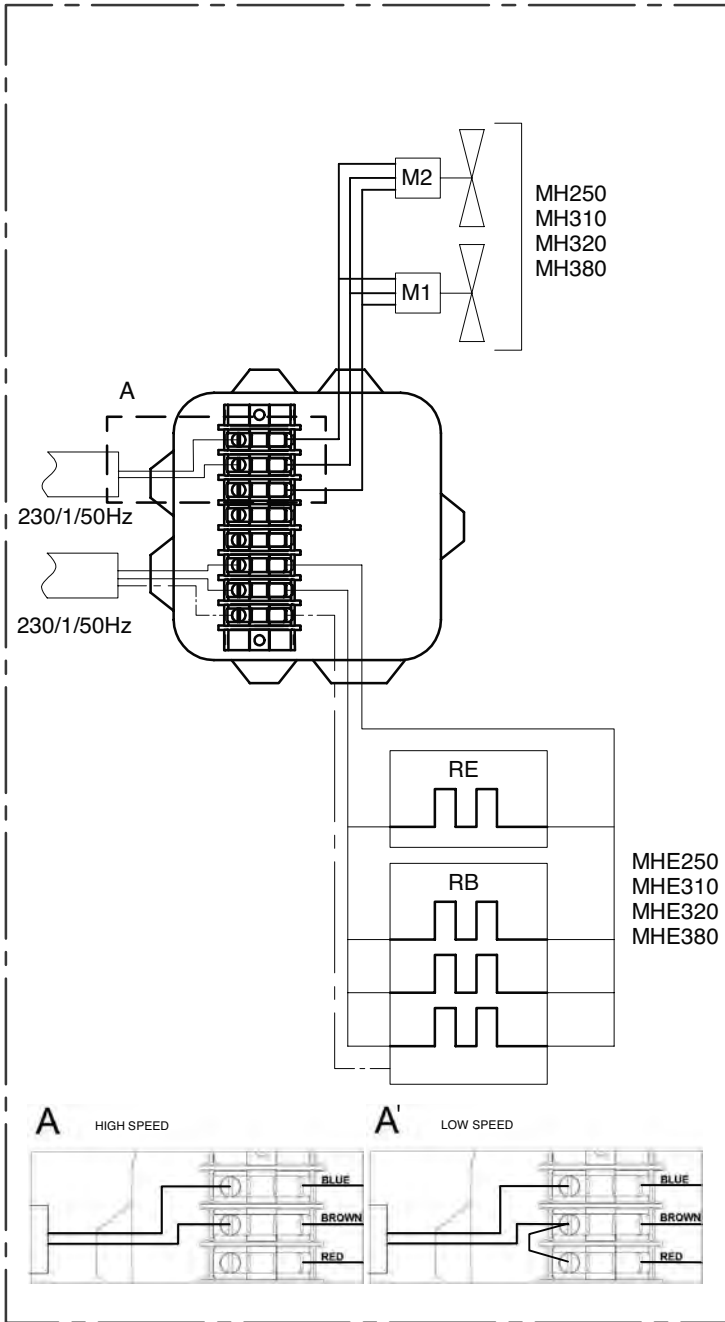 M2
MH250
MH310
MH320
MH380
M1
A
230/1/50Hz
230/1/50Hz
RE
RB
MHE250
MHE310
MHE320
MHE380
A HIGH SPEED
A' LOW SPEED
BLUE
BROWN
RED
BLUE
BROWN
RED